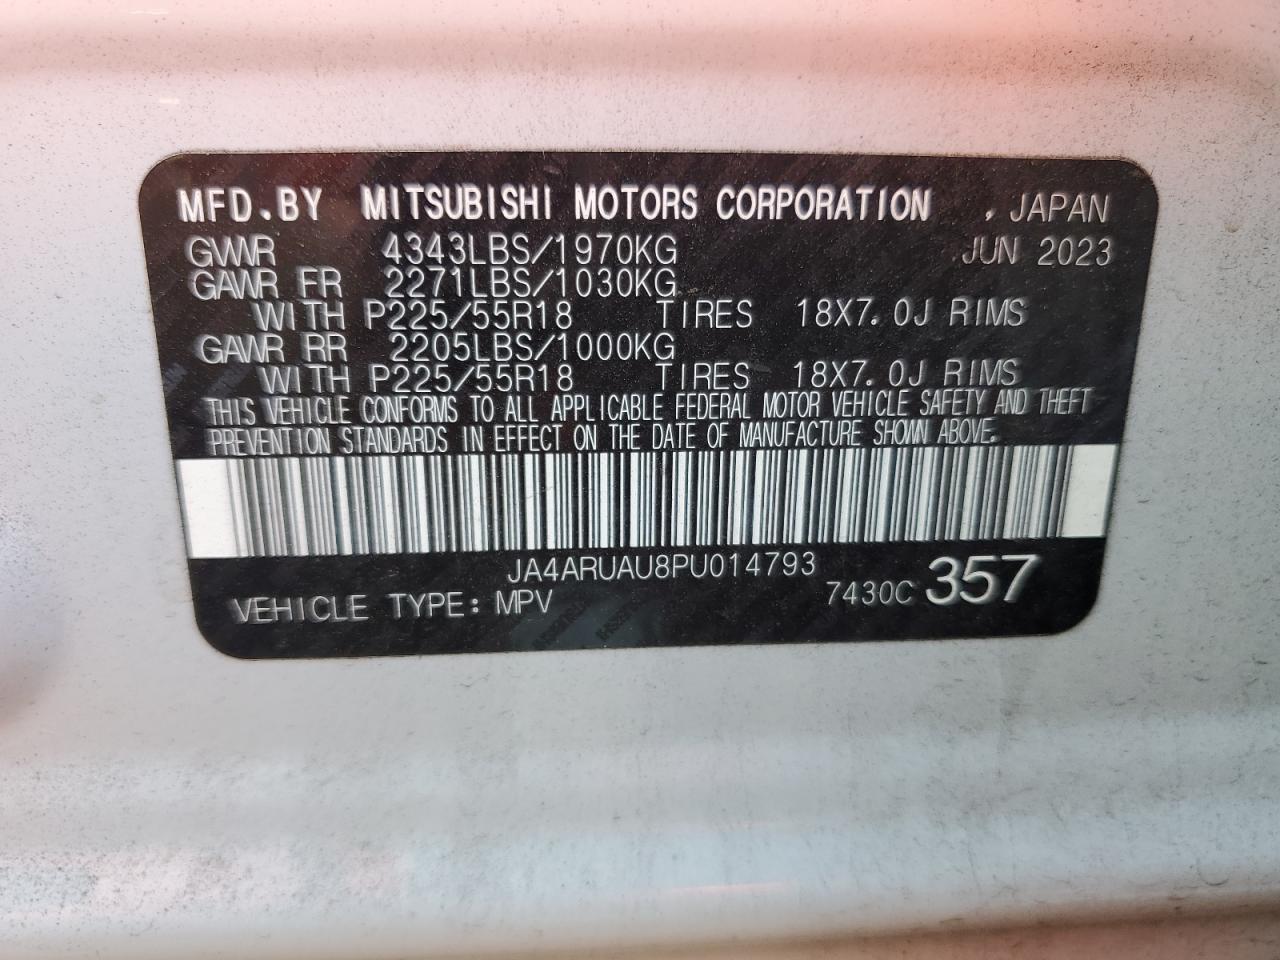 MFD.BY MITSUBISHI MOTORS CORPORATION , JAPAN
GVWR 4343LBS/1970KG JUN 2023
GAWR FR 2271LBS/1030KG
WITH P225/55R18 TIRES 18X7.0J RIMS
GAWR RR 2205LBS/1000KG
WITH P225/55R18 TIRES 18X7.0J RIMS
THIS VEHICLE CONFORMS TO ALL APPLICABLE FEDERAL MOTOR VEHICLE SAFETY AND THEFT
PREVENTION STANDARDS IN EFFECT ON THE DATE OF MANUFACTURE SHOWN ABOVE.
JA4ARUAU8PU014793
VEHICLE TYPE: MPV 7430C 357